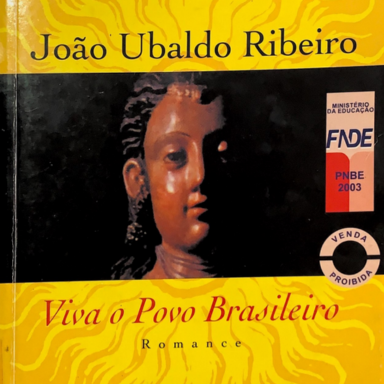 João Ubaldo Ribeiro
MINISTÉRIO
DA EDUCAÇÃO
FNDE
PNBE
2003
VENDA
PROIBIDA
Viva o Povo Brasileiro
Romance